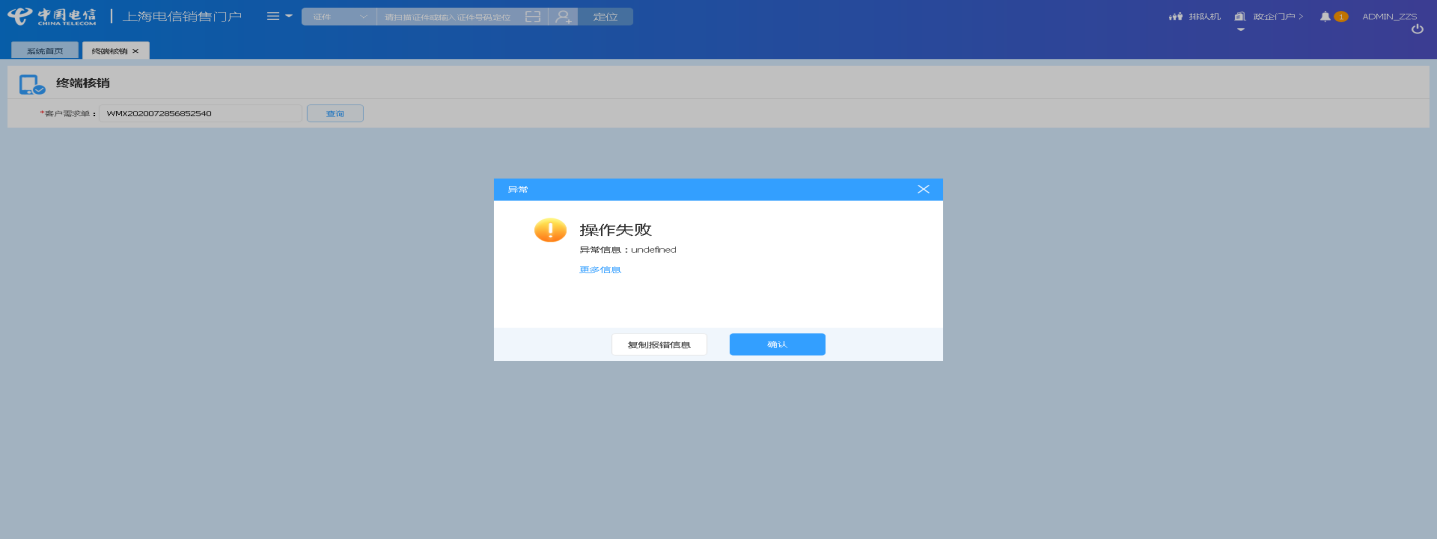 中国电信 CHINA TELECOM 上海电信销售门户 证件 请扫描证件或输入证件号码定位 定位 排队机 政企门户 1 ADMIN_ZZS
系统首页 终端核销 ×
终端核销
*客户需求单： WMX2020072856852540 查询
异常
操作失败
异常信息：undefined
更多信息
复制报错信息 确认